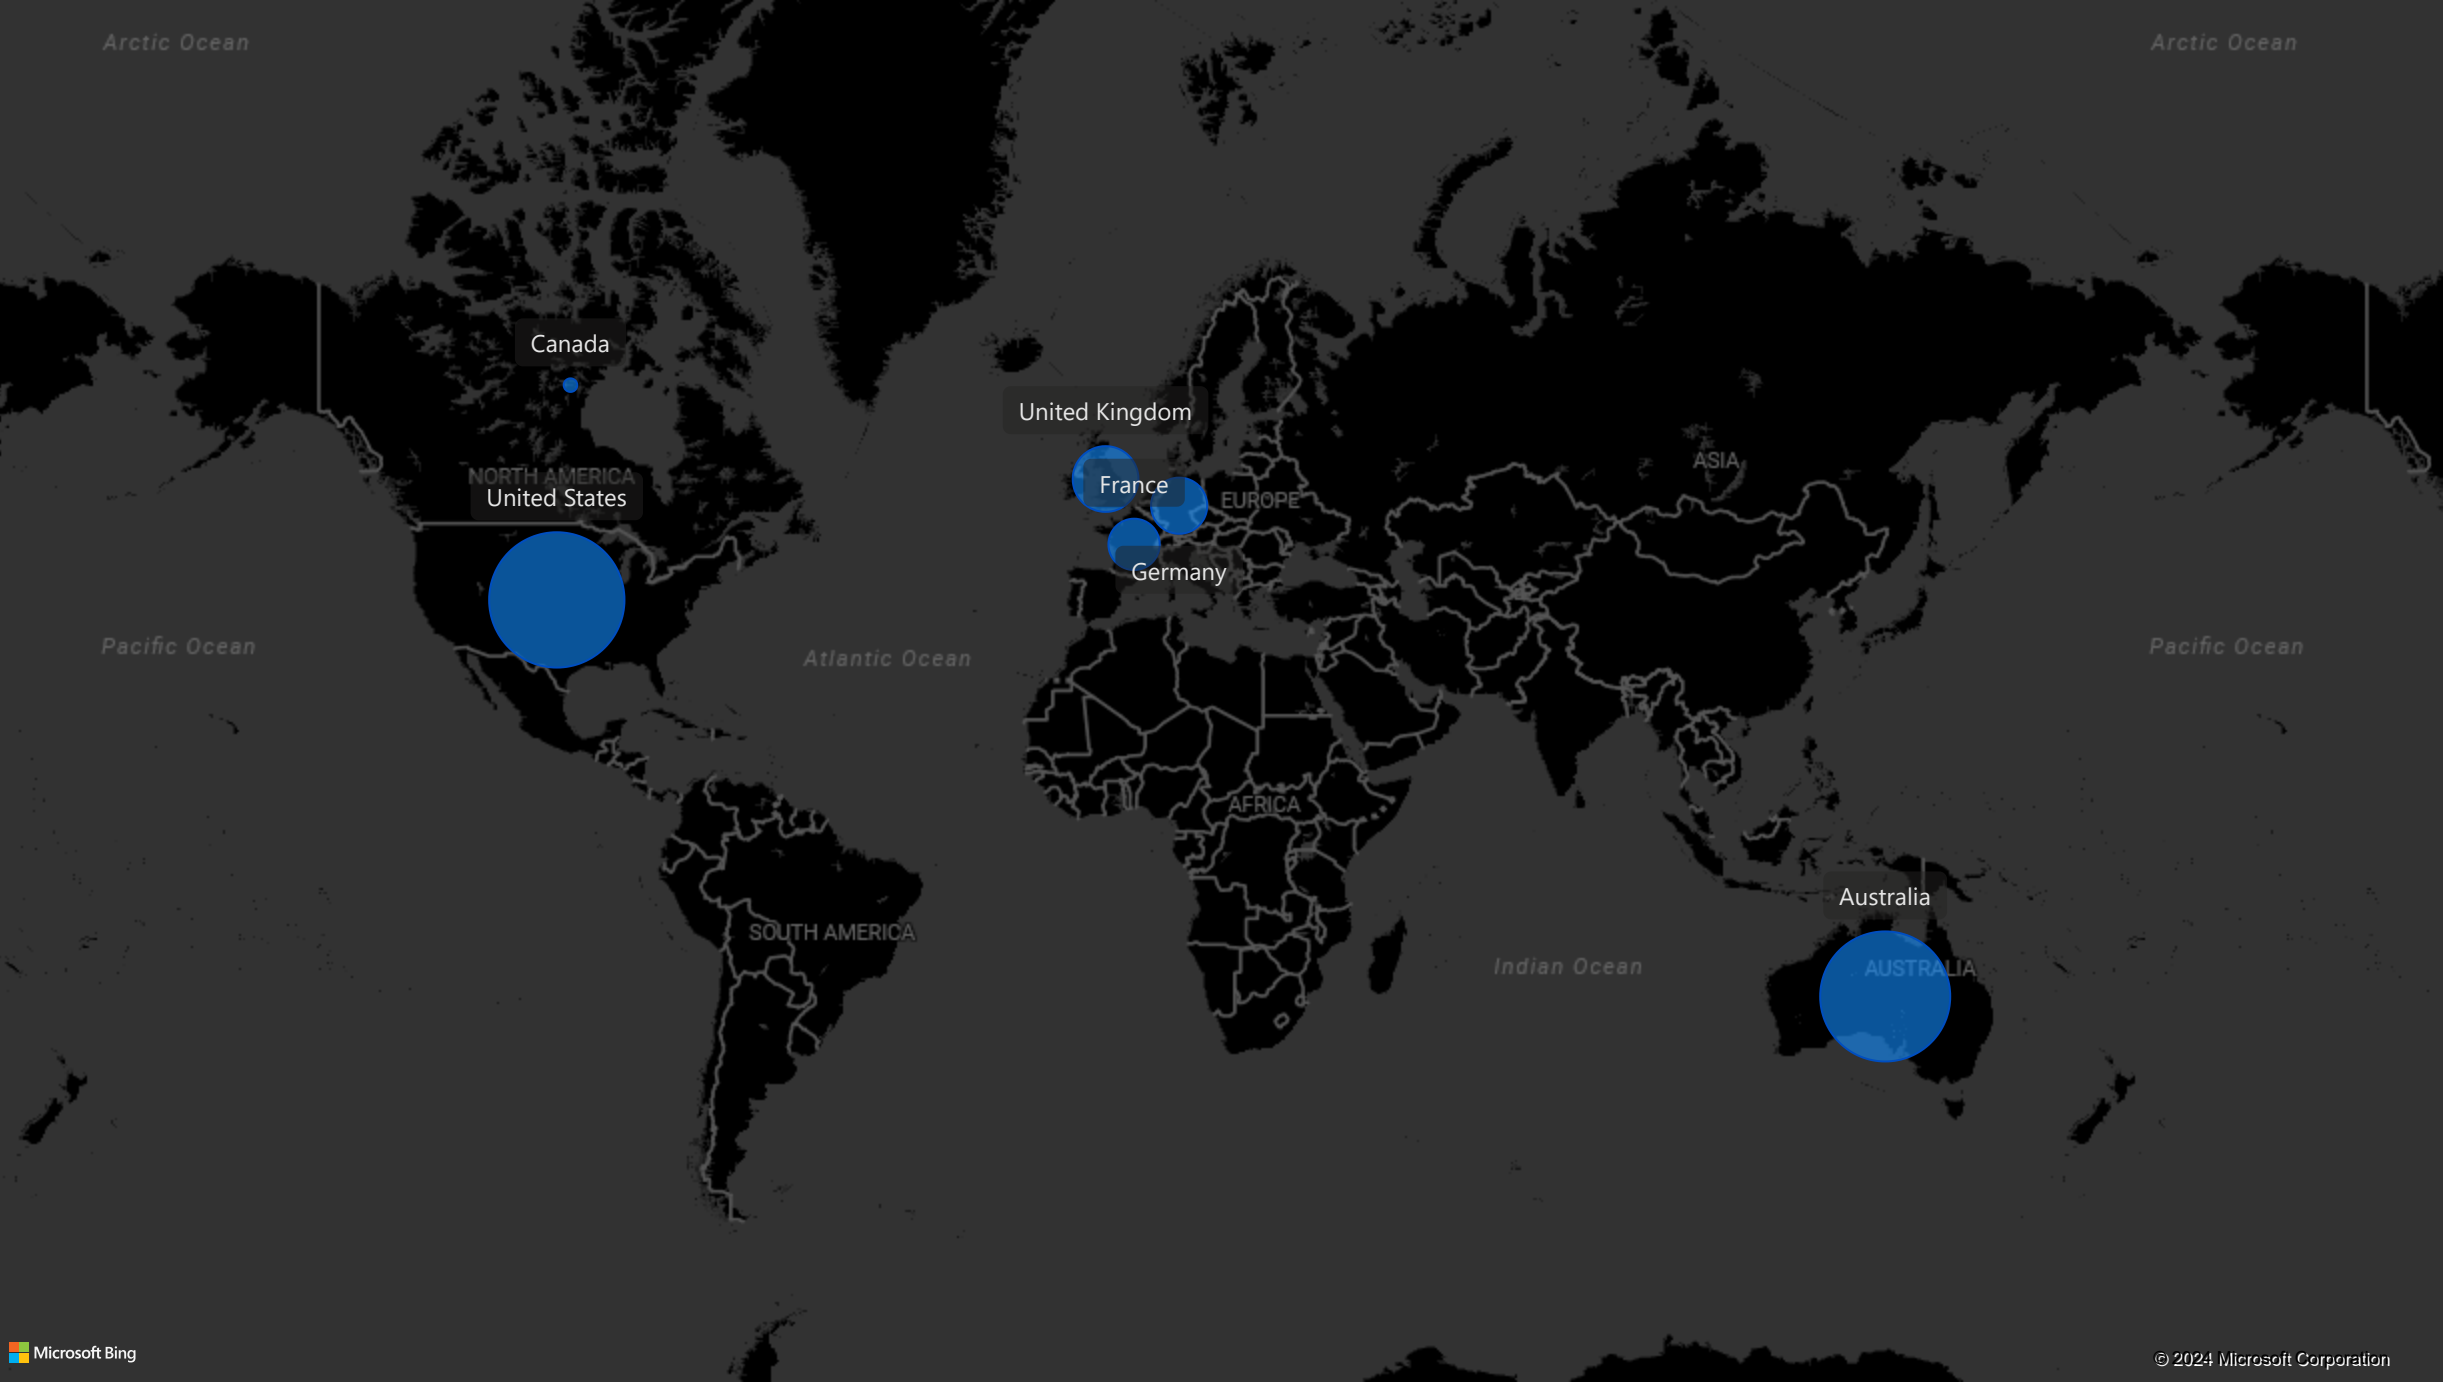 Arctic Ocean
Arctic Ocean
Canada
United Kingdom
NORTH AMERICA
ASIA
United States
France
EUROPE
Germany
Pacific Ocean
Atlantic Ocean
Pacific Ocean
AFRICA
Australia
SOUTH AMERICA
Indian Ocean
AUSTRALIA
Microsoft Bing
© 2024 Microsoft Corporation